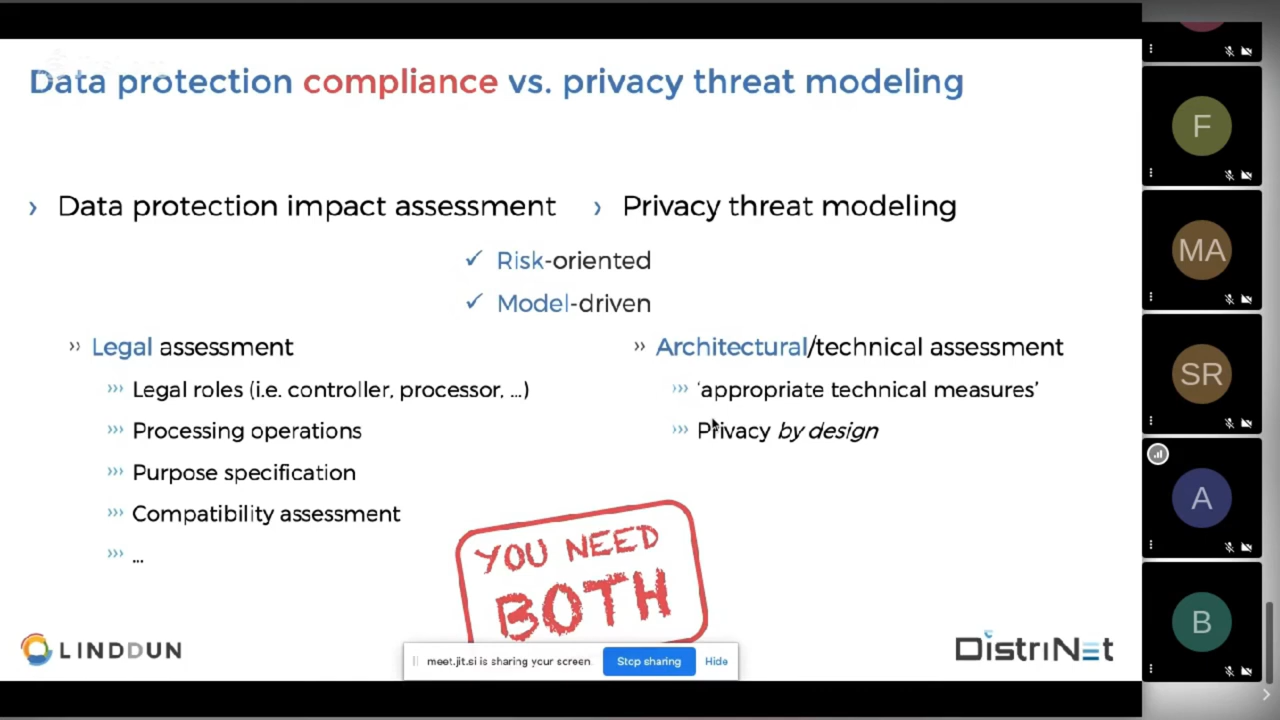 Data protection compliance vs. privacy threat modeling
› Data protection impact assessment
› Privacy threat modeling
✓ Risk-oriented
✓ Model-driven
›› Legal assessment
››› Legal roles (i.e. controller, processor, ...)
››› Processing operations
››› Purpose specification
››› Compatibility assessment
››› ...
›› Architectural/technical assessment
››› ‘appropriate technical measures’
››› Privacy by design
YOU NEED
BOTH
LINDDUN
meet.jit.si is sharing your screen.
Stop sharing
Hide
DistriNet
F
MA
SR
A
B